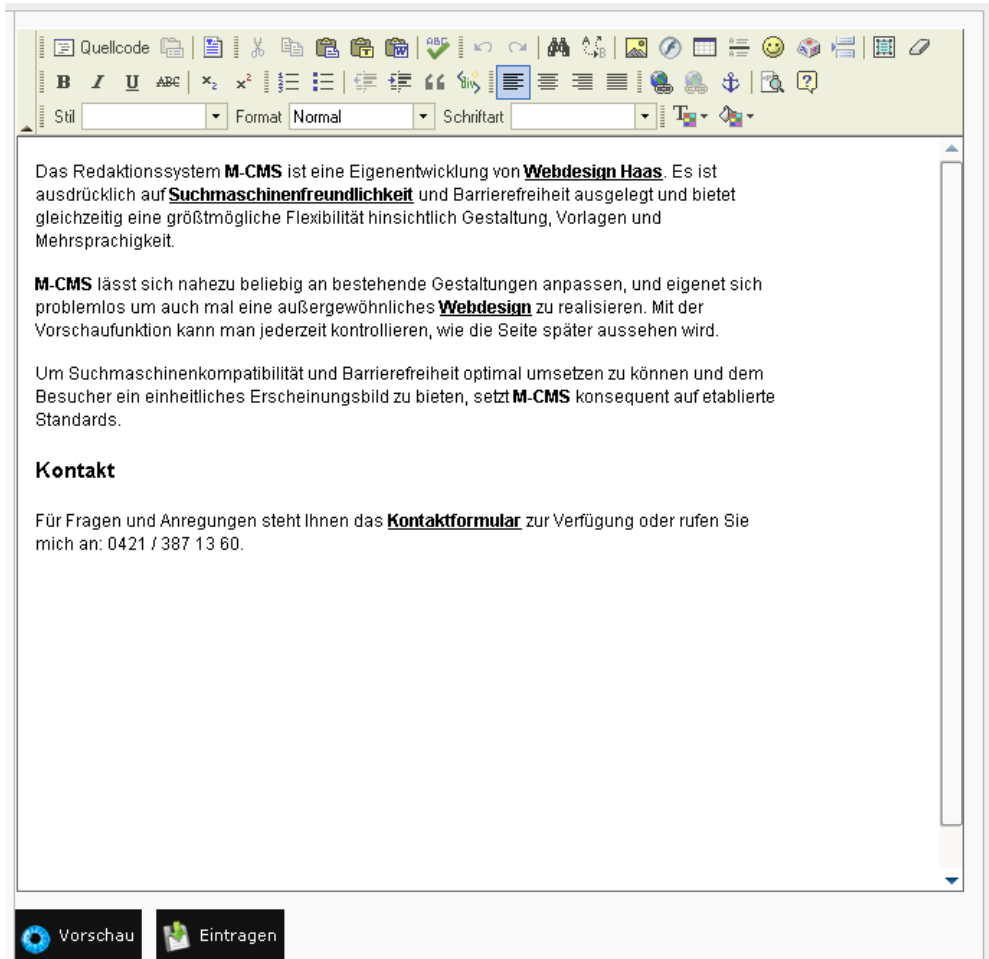 Quellcode
ABC
B I U ABC x₂ x²
Stil Format Normal Schriftart
Das Redaktionssystem M-CMS ist eine Eigenentwicklung von Webdesign Haas. Es ist
ausdrücklich auf Suchmaschinenfreundlichkeit und Barrierefreiheit ausgelegt und bietet
gleichzeitig eine größtmögliche Flexibilität hinsichtlich Gestaltung, Vorlagen und
Mehrsprachigkeit.
M-CMS lässt sich nahezu beliebig an bestehende Gestaltungen anpassen, und eigenet sich
problemlos um auch mal eine außergewöhnliches Webdesign zu realisieren. Mit der
Vorschaufunktion kann man jederzeit kontrollieren, wie die Seite später aussehen wird.
Um Suchmaschinenkompatibilität und Barrierefreiheit optimal umsetzen zu können und dem
Besucher ein einheitliches Erscheinungsbild zu bieten, setzt M-CMS konsequent auf etablierte
Standards.
Kontakt
Für Fragen und Anregungen steht Ihnen das Kontaktformular zur Verfügung oder rufen Sie
mich an: 0421 / 387 13 60.
Vorschau Eintragen